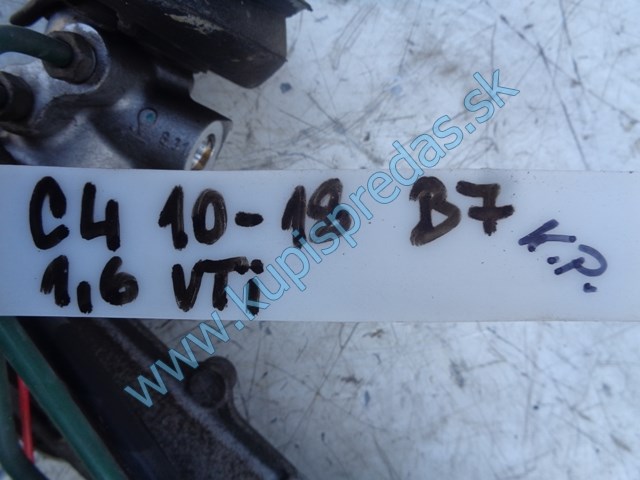 C4 10-18 B7
1,6 VTi
V.P.
www.kupispredas.sk